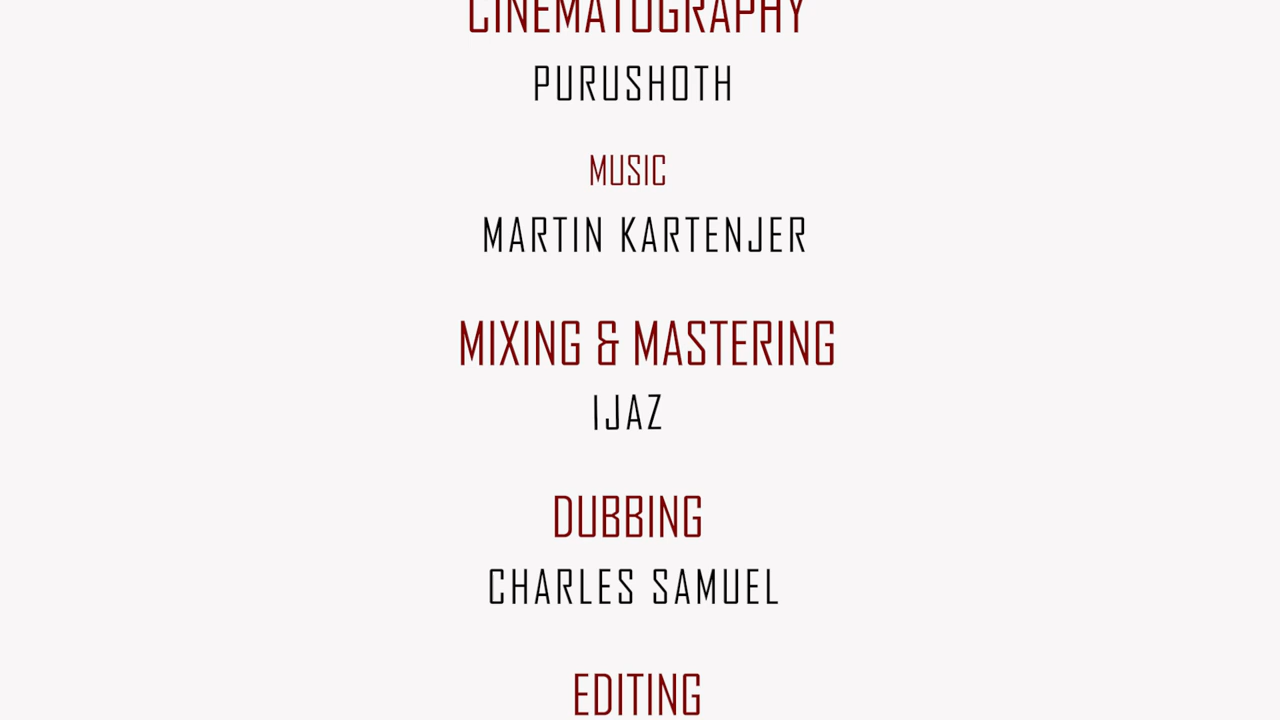 CINEMATOGRAPHY
PURUSHOTH
MUSIC
MARTIN KARTENJER
MIXING & MASTERING
IJAZ
DUBBING
CHARLES SAMUEL
EDITING